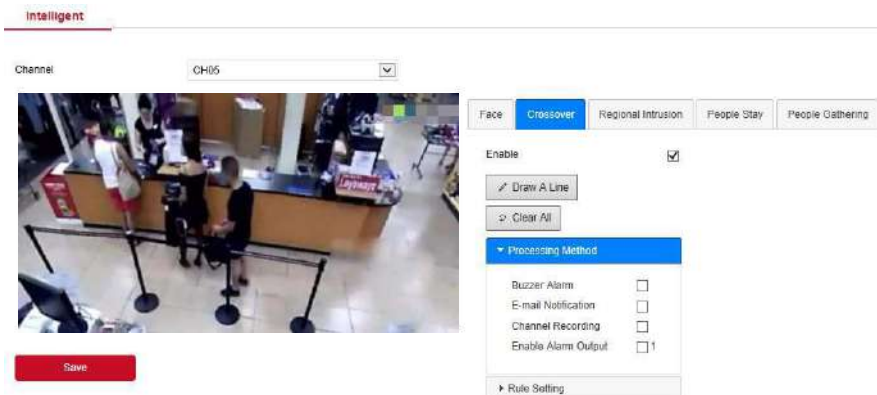 Intelligent
Channel
CH05
Face
Crossover
Regional Intrusion
People Stay
People Gathering
Enable
Draw A Line
Clear All
Processing Method
Buzzer Alarm
E-mail Notification
Channel Recording
Enable Alarm Output
1
Rule Setting
Save